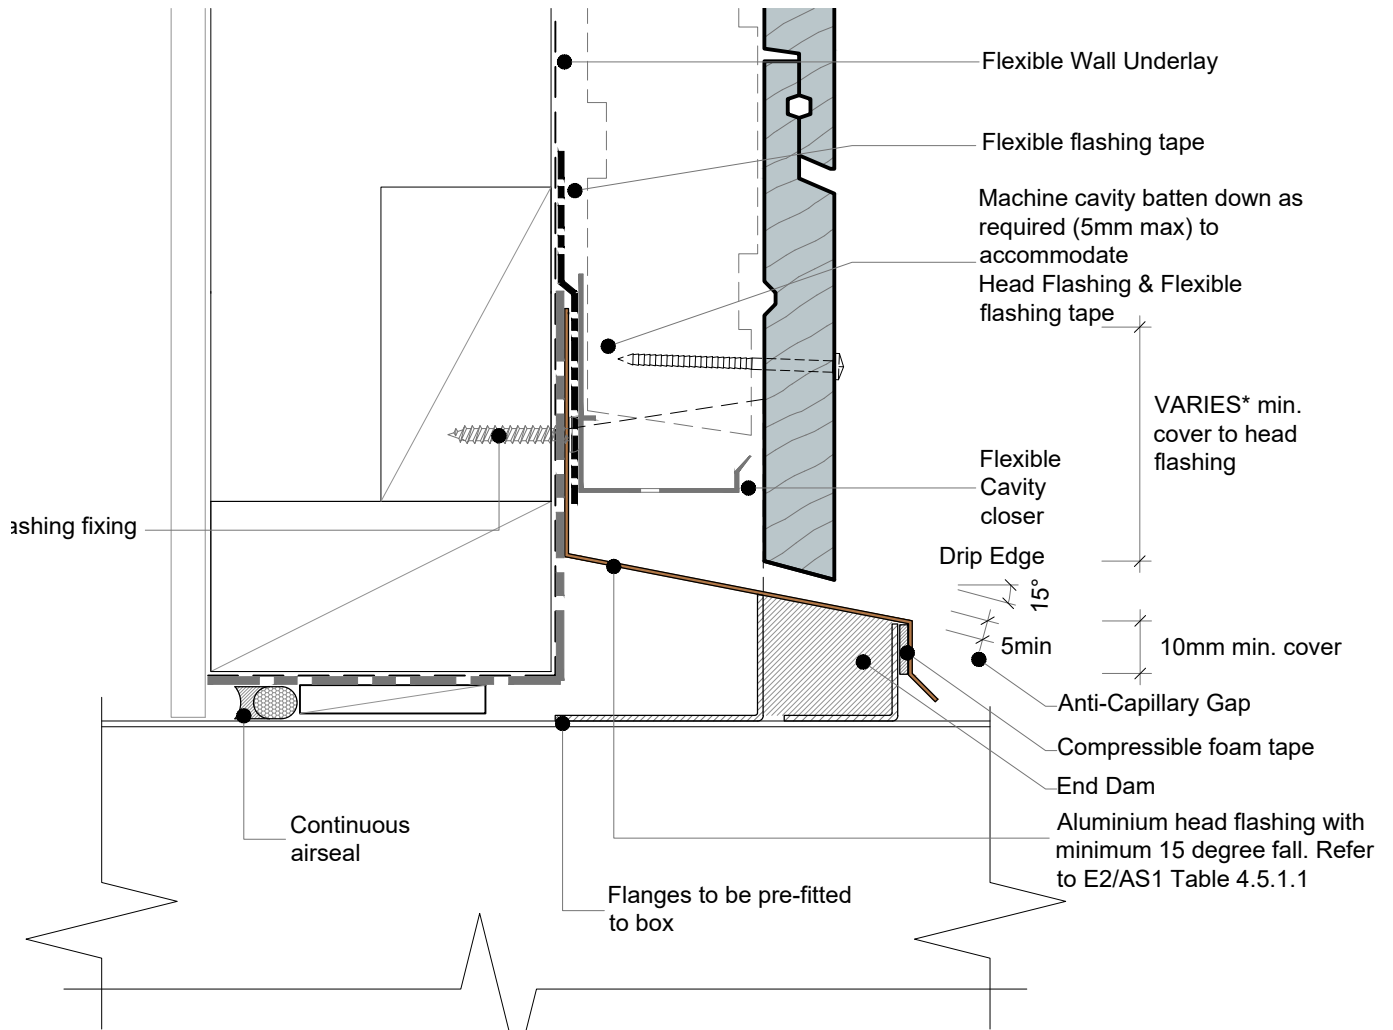 Flexible Wall Underlay
Flexible flashing tape
Machine cavity batten down as
required (5mm max) to
accommodate
Head Flashing & Flexible
flashing tape
VARIES* min.
cover to head
flashing
Flexible
Cavity
closer
ashing fixing
Drip Edge
15°
5min
10mm min. cover
Anti-Capillary Gap
Compressible foam tape
End Dam
Aluminium head flashing with
minimum 15 degree fall. Refer
to E2/AS1 Table 4.5.1.1
Continuous
airseal
Flanges to be pre-fitted
to box